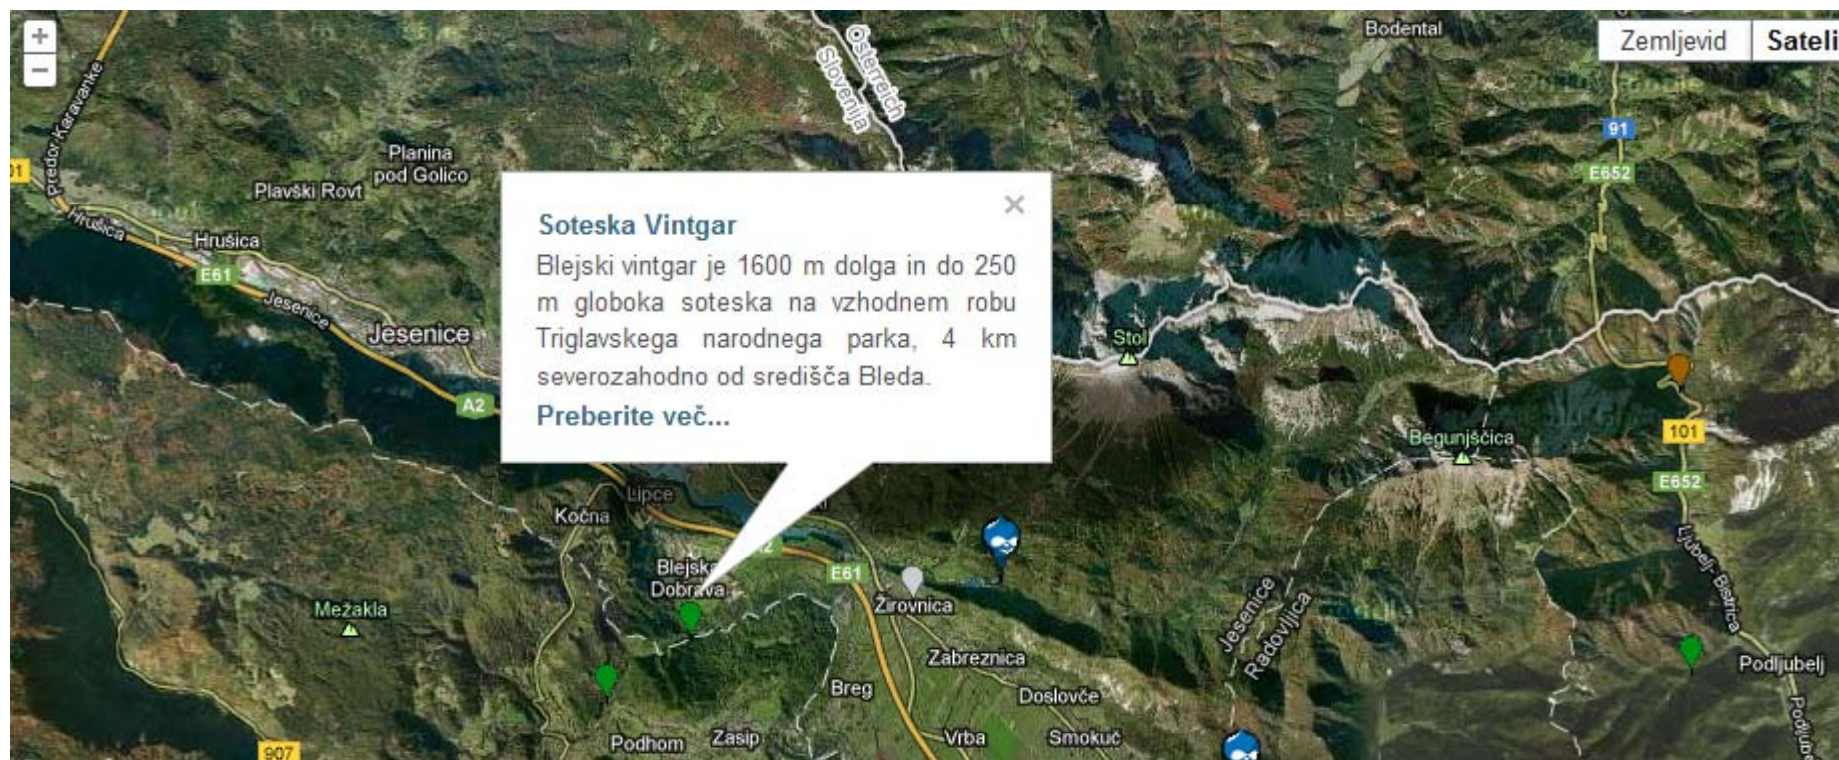 Bodental
Zemljevid
Sateli
Österreich
Slovenija
Predor Karavanke
01
91
E652
Planina
pod Golico
Plavški Rovt
Hrušica
Hrušica
E61
Jesenice
Jesenice
A2
Soteska Vintgar
Blejski vintgar je 1600 m dolga in do 250
m globoka soteska na vzhodnem robu
Triglavskega narodnega parka, 4 km
severozahodno od središča Bleda.
Preberite več...
Stol
101
Begunjščica
E652
Lipce
Kočna
Blejska
Dobrava
E61
Žirovnica
Mežakla
Jesenice
Radovljica
Ljubelj- Bistrica
Zabreznica
Podljubelj
Breg
Doslovče
Podhom
Zasip
Vrba
Smokuč
907